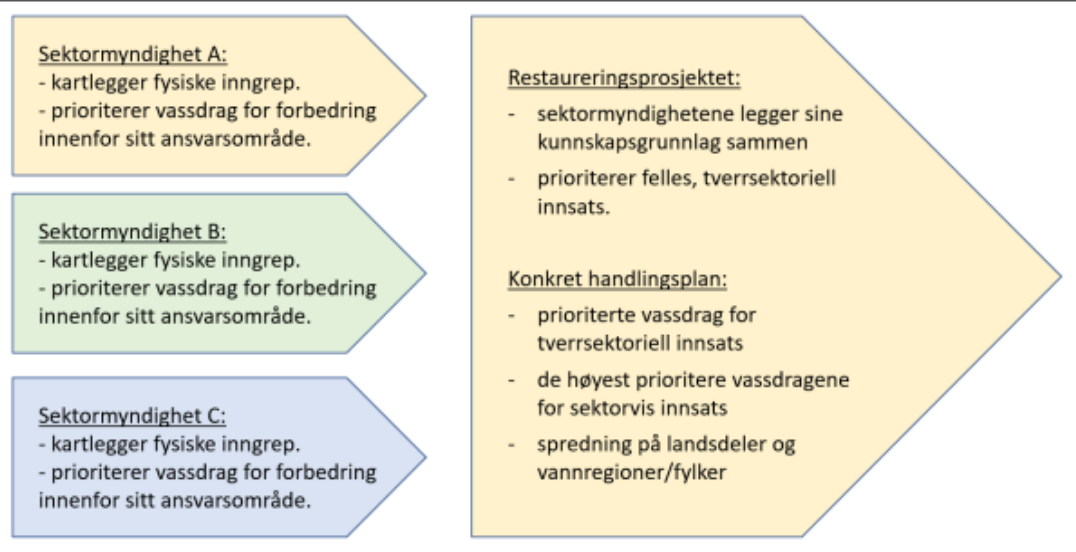 Sektormyndighet A:
- kartlegger fysiske inngrep.
- prioriterer vassdrag for forbedring
innenfor sitt ansvarsområde.
Sektormyndighet B:
- kartlegger fysiske inngrep.
- prioriterer vassdrag for forbedring
innenfor sitt ansvarsområde.
Sektormyndighet C:
- kartlegger fysiske inngrep.
- prioriterer vassdrag for forbedring
innenfor sitt ansvarsområde.
Restaureringsprosjektet:
- sektormyndighetene legger sine
kunnskapsgrunnlag sammen
- prioriterer felles, tverrsektoriell
innsats.
Konkret handlingsplan:
- prioriterte vassdrag for
tverrsektoriell innsats
- de høyest prioritere vassdragene
for sektorvis innsats
- spredning på landsdeler og
vannregioner/fylker